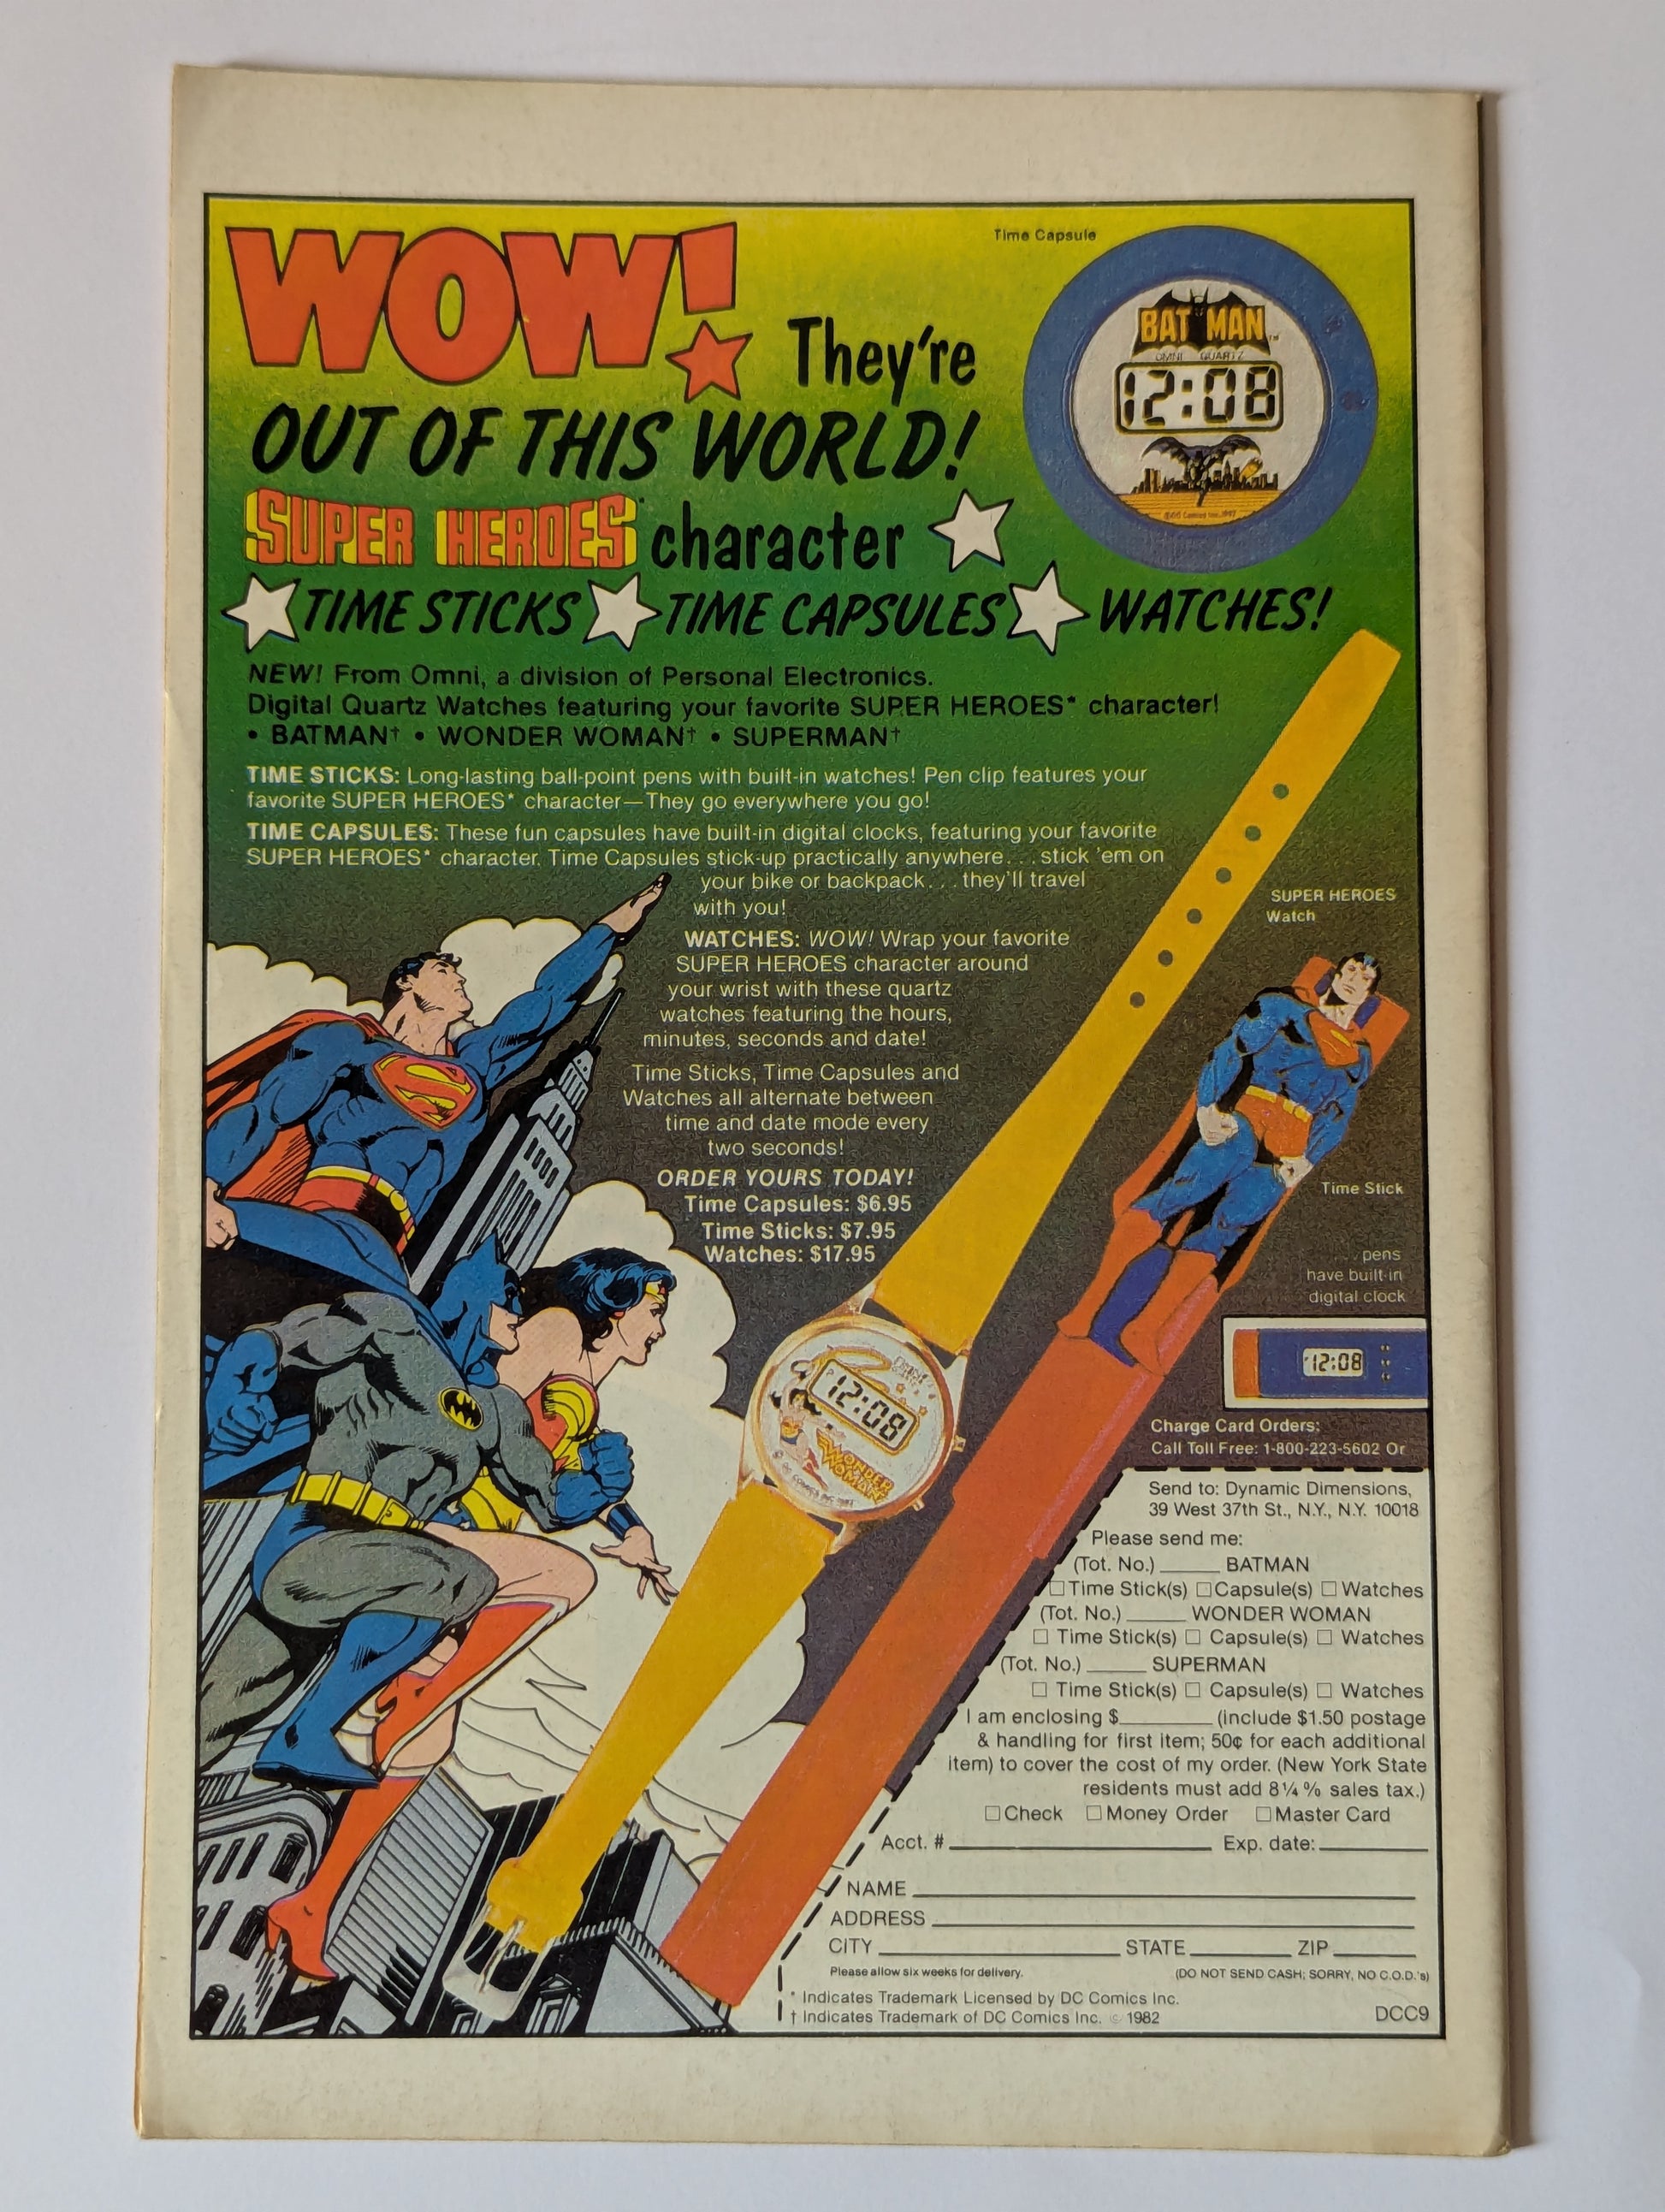 Time Capsule
WOW! They're
OUT OF THIS WORLD!
SUPER HEROES* character
TIME STICKS TIME CAPSULES WATCHES!
BATMAN
OMNI QUARTZ
12:08
©DC Comics Inc. 1982
NEW! From Omni, a division of Personal Electronics.
Digital Quartz Watches featuring your favorite SUPER HEROES* character!
• BATMAN† • WONDER WOMAN† • SUPERMAN†
TIME STICKS: Long-lasting ball-point pens with built-in watches! Pen clip features your
favorite SUPER HEROES* character—They go everywhere you go!
TIME CAPSULES: These fun capsules have built-in digital clocks, featuring your favorite
SUPER HEROES* character. Time Capsules stick-up practically anywhere...stick 'em on
your bike or backpack...they'll travel
with you!
WATCHES: WOW! Wrap your favorite
SUPER HEROES character around
your wrist with these quartz
watches featuring the hours,
minutes, seconds and date!
Time Sticks, Time Capsules and
Watches all alternate between
time and date mode every
two seconds!
ORDER YOURS TODAY!
Time Capsules: $6.95
Time Sticks: $7.95
Watches: $17.95
SUPER HEROES
Watch
Time Stick
...pens
have built-in
digital clock
12:08
12:08
WONDER
WOMAN
Charge Card Orders:
Call Toll Free: 1-800-223-5602 Or
Send to: Dynamic Dimensions,
39 West 37th St., N.Y., N.Y. 10018
Please send me:
(Tot. No.) ______ BATMAN
☐ Time Stick(s) ☐ Capsule(s) ☐ Watches
(Tot. No.) ______ WONDER WOMAN
☐ Time Stick(s) ☐ Capsule(s) ☐ Watches
(Tot. No.) ______ SUPERMAN
☐ Time Stick(s) ☐ Capsule(s) ☐ Watches
I am enclosing $________ (include $1.50 postage
& handling for first item; 50¢ for each additional
item) to cover the cost of my order. (New York State
residents must add 8¼% sales tax.)
☐ Check ☐ Money Order ☐ Master Card
Acct. # ________ Exp. date: ________
NAME ________
ADDRESS ________
CITY ________ STATE ________ ZIP ________
Please allow six weeks for delivery. (DO NOT SEND CASH; SORRY, NO C.O.D.'s)
* Indicates Trademark Licensed by DC Comics Inc.
† Indicates Trademark of DC Comics Inc. © 1982 DCC9